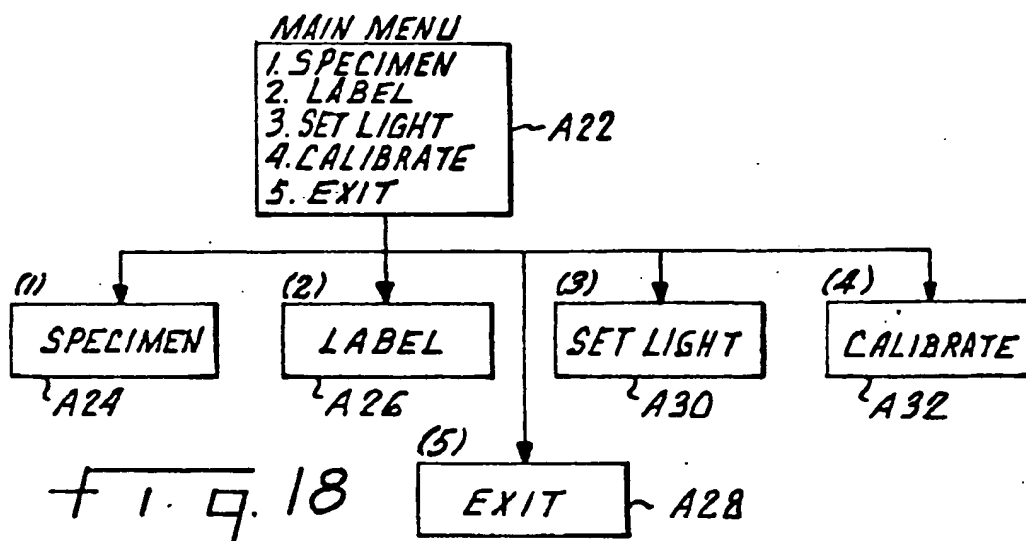 MAIN MENU
1. SPECIMEN
2. LABEL
3. SET LIGHT
4. CALIBRATE
5. EXIT
A22
(1)
(2)
(3)
(4)
SPECIMEN
LABEL
SET LIGHT
CALIBRATE
A24
A26
A30
A32
(5)
EXIT
A28
fig. 18